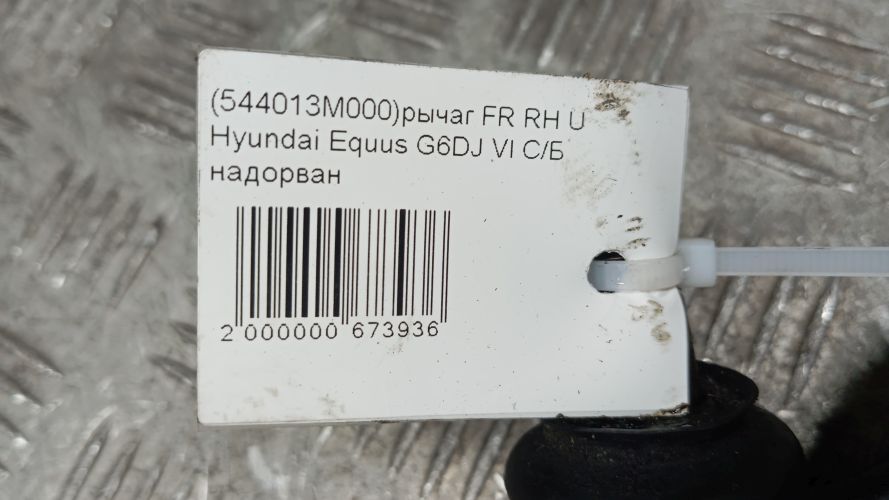 (544013M000)рычаг FR RH U
Hyundai Equus G6DJ VI С/Б
надорван
2 000000 673936